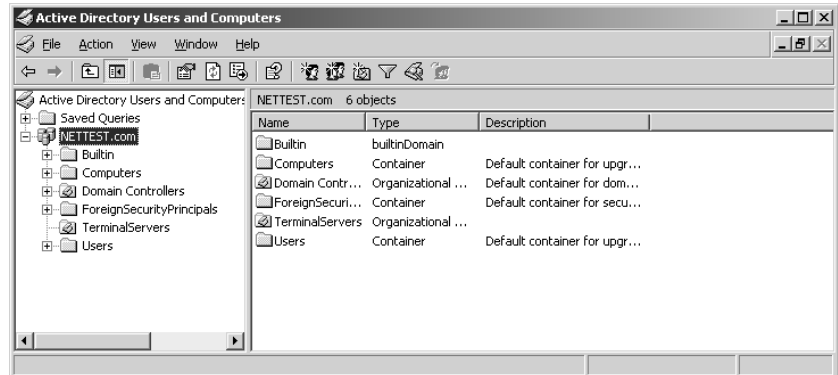 Active Directory Users and Computers
File Action View Window Help
Active Directory Users and Computer:
Saved Queries
NETTEST.com
Builtin
Computers
Domain Controllers
ForeignSecurityPrincipals
TerminalServers
Users
NETTEST.com 6 objects
Name Type Description
Builtin builtinDomain
Computers Container Default container for upgr...
Domain Contr... Organizational ... Default container for dom...
ForeignSecuri... Container Default container for secu...
TerminalServers Organizational ...
Users Container Default container for upgr...